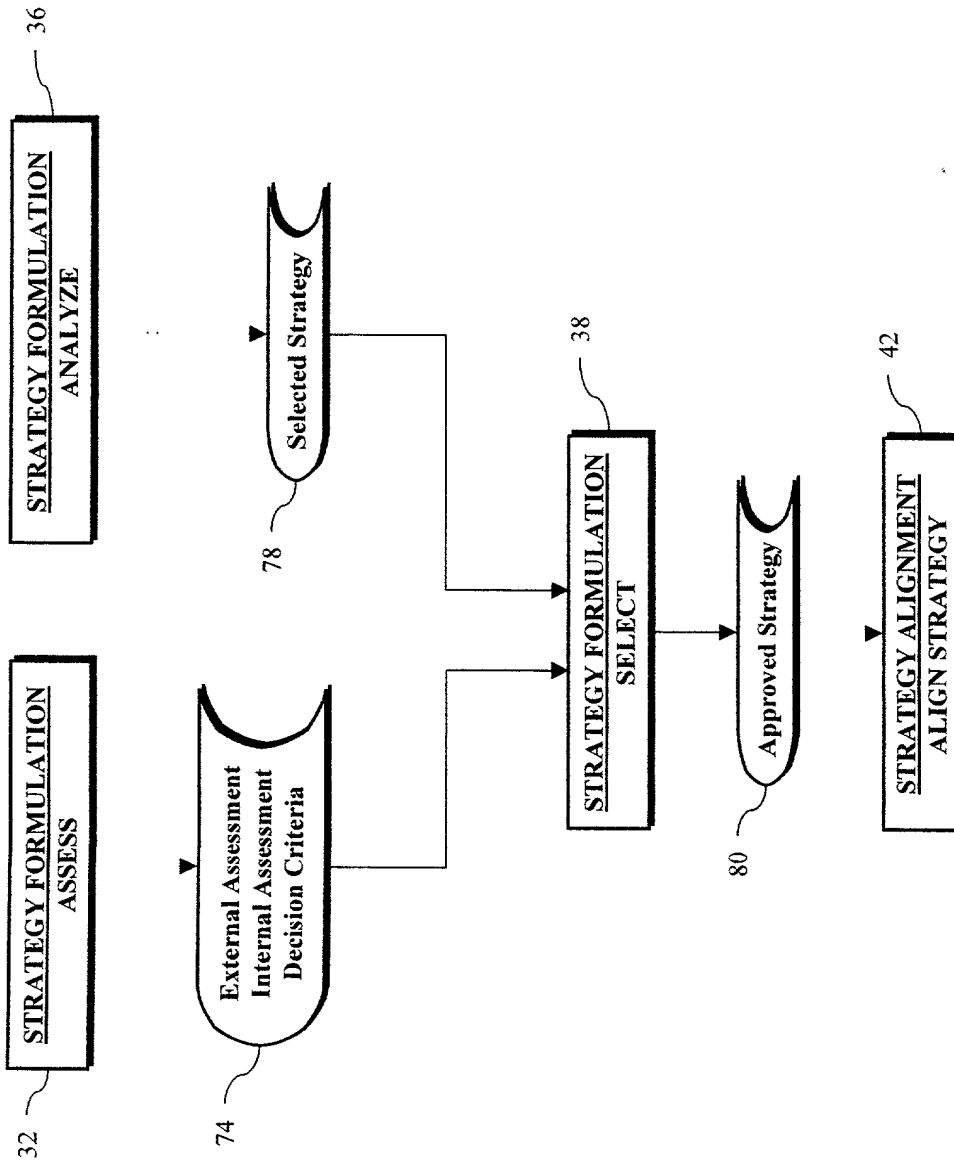 32
STRATEGY FORMULATION
ASSESS
36
STRATEGY FORMULATION
ANALYZE
74
External Assessment
Internal Assessment
Decision Criteria
78
Selected Strategy
38
STRATEGY FORMULATION
SELECT
80
Approved Strategy
42
STRATEGY ALIGNMENT
ALIGN STRATEGY